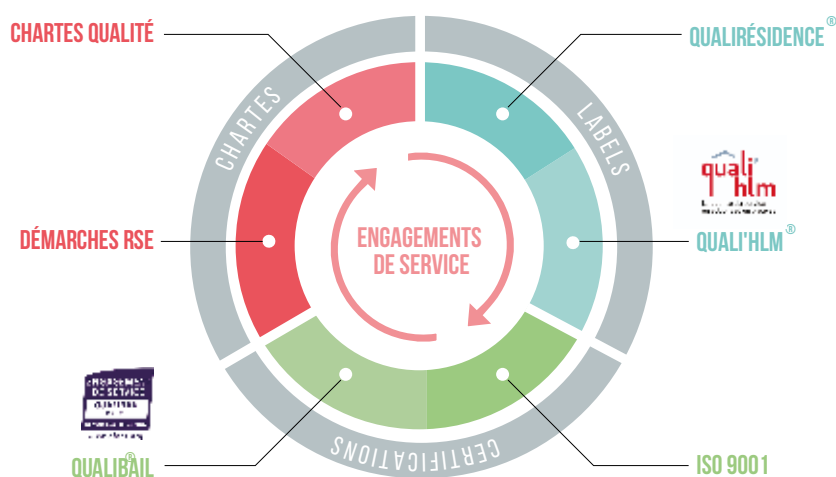 CHARTES QUALITÉ
QUALIRÉSIDENCE®
CHARTES
LABELS
quali'
hlm
ENGAGEMENTS
DE SERVICE
DÉMARCHES RSE
QUALI'HLM®
ENGAGEMENT
DE SERVICE
QUALIBAIL®
CERTIFICATIONS
ISO 9001